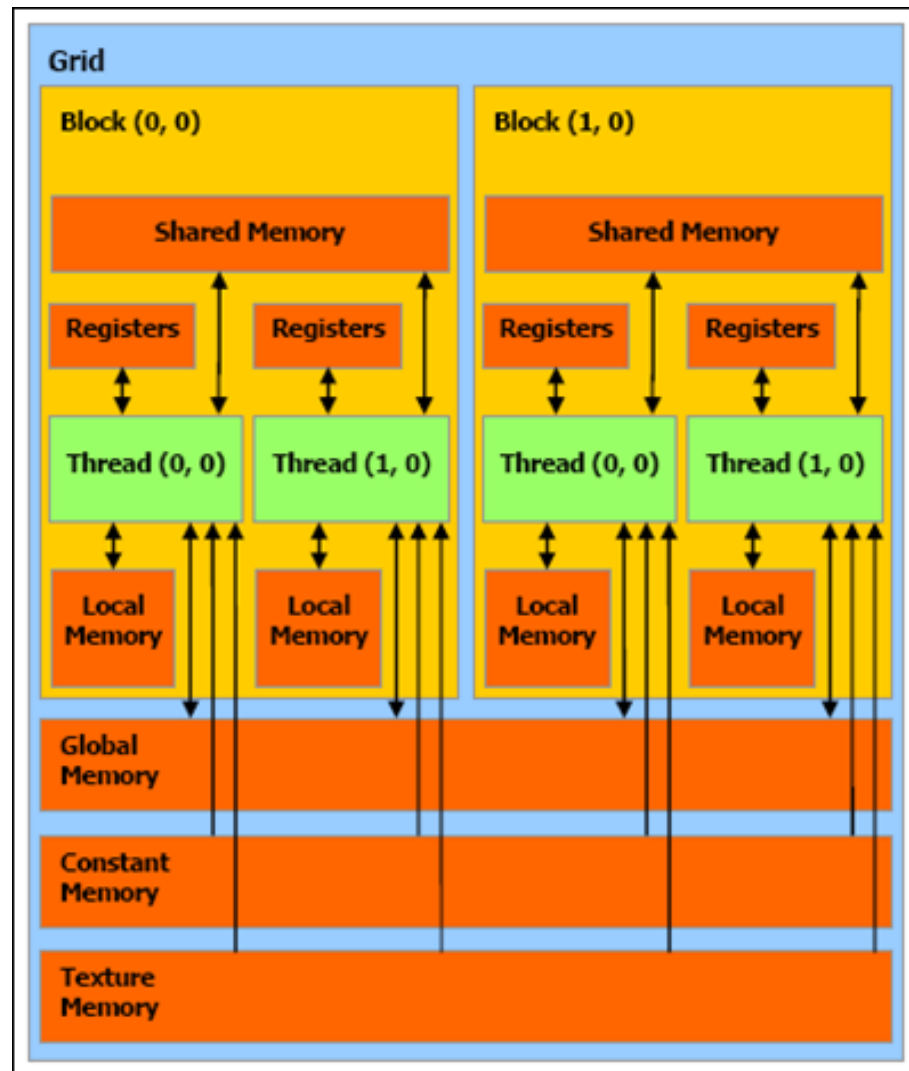 Grid
Block (0, 0)
Block (1, 0)
Shared Memory
Shared Memory
Registers
Registers
Registers
Registers
Thread (0, 0)
Thread (1, 0)
Thread (0, 0)
Thread (1, 0)
Local
Memory
Local
Memory
Local
Memory
Local
Memory
Global
Memory
Constant
Memory
Texture
Memory